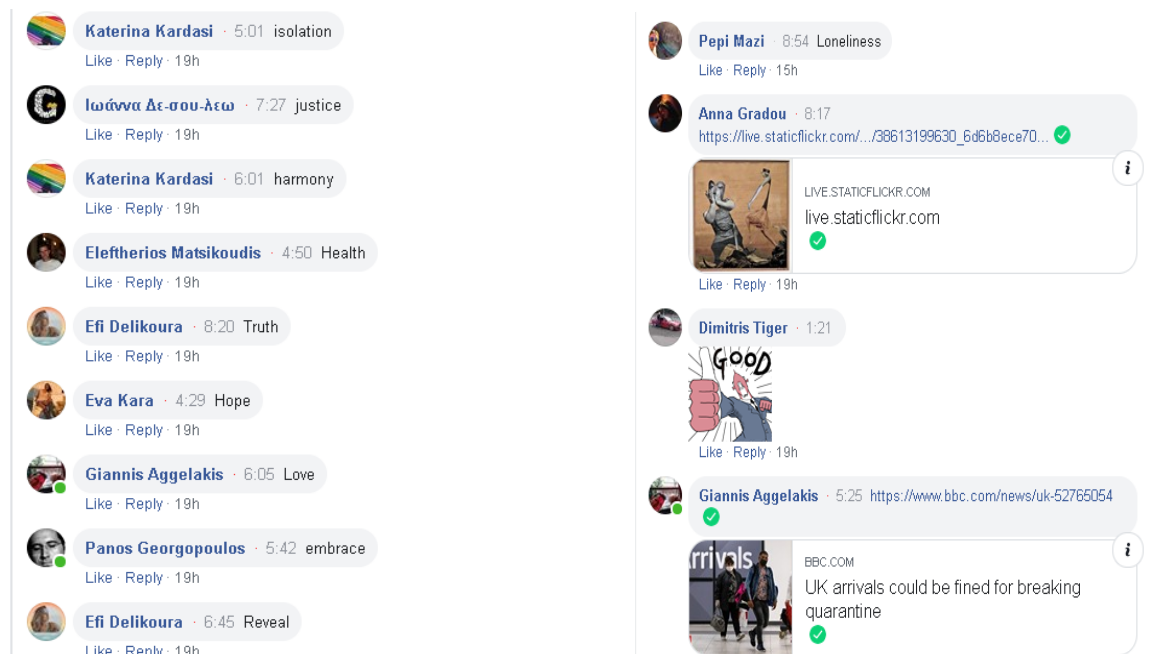 Katerina Kardasi · 5:01 isolation
Like · Reply · 19h
Ιωάννα Δε-σου-λεω · 7:27 justice
Like · Reply · 19h
Katerina Kardasi · 6:01 harmony
Like · Reply · 19h
Eleftherios Matsikoudis · 4:50 Health
Like · Reply · 19h
Efi Delikoura · 8:20 Truth
Like · Reply · 19h
Eva Kara · 4:29 Hope
Like · Reply · 19h
Giannis Aggelakis · 6:05 Love
Like · Reply · 19h
Panos Georgopoulos · 5:42 embrace
Like · Reply · 19h
Efi Delikoura · 6:45 Reveal
Like · Reply · 19h
Pepi Mazi · 8:54 Loneliness
Like · Reply · 15h
Anna Gradou · 8:17
https://live.staticflickr.com/.../38613199630_6d6b8ece70...
LIVE.STATICFLICKR.COM
live.staticflickr.com
Like · Reply · 19h
Dimitris Tiger · 1:21
GOOD
Like · Reply · 19h
Giannis Aggelakis · 5:25 https://www.bbc.com/news/uk-52765054
rrivals
BBC.COM
UK arrivals could be fined for breaking
quarantine